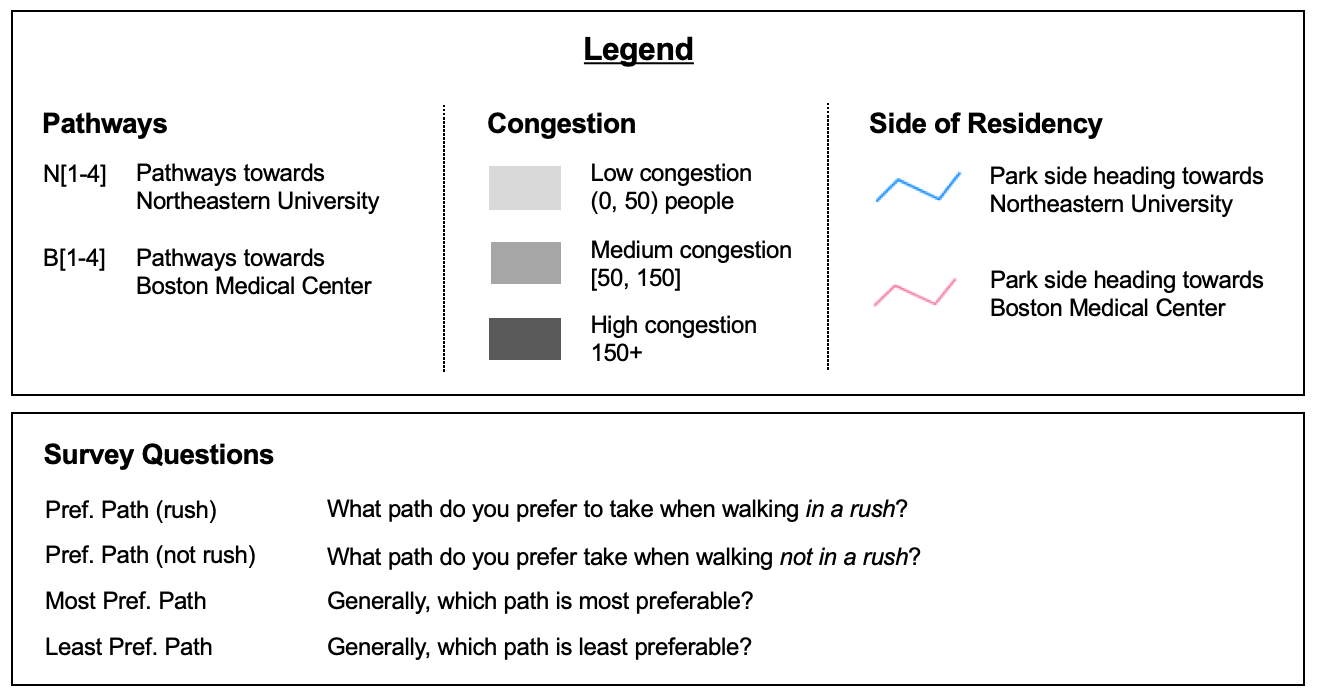 Legend
Pathways
N[1-4] Pathways towards
Northeastern University
B[1-4] Pathways towards
Boston Medical Center
Congestion
Low congestion
(0, 50) people
Medium congestion
[50, 150]
High congestion
150+
Side of Residency
Park side heading towards
Northeastern University
Park side heading towards
Boston Medical Center
Survey Questions
Pref. Path (rush) What path do you prefer to take when walking in a rush?
Pref. Path (not rush) What path do you prefer take when walking not in a rush?
Most Pref. Path Generally, which path is most preferable?
Least Pref. Path Generally, which path is least preferable?